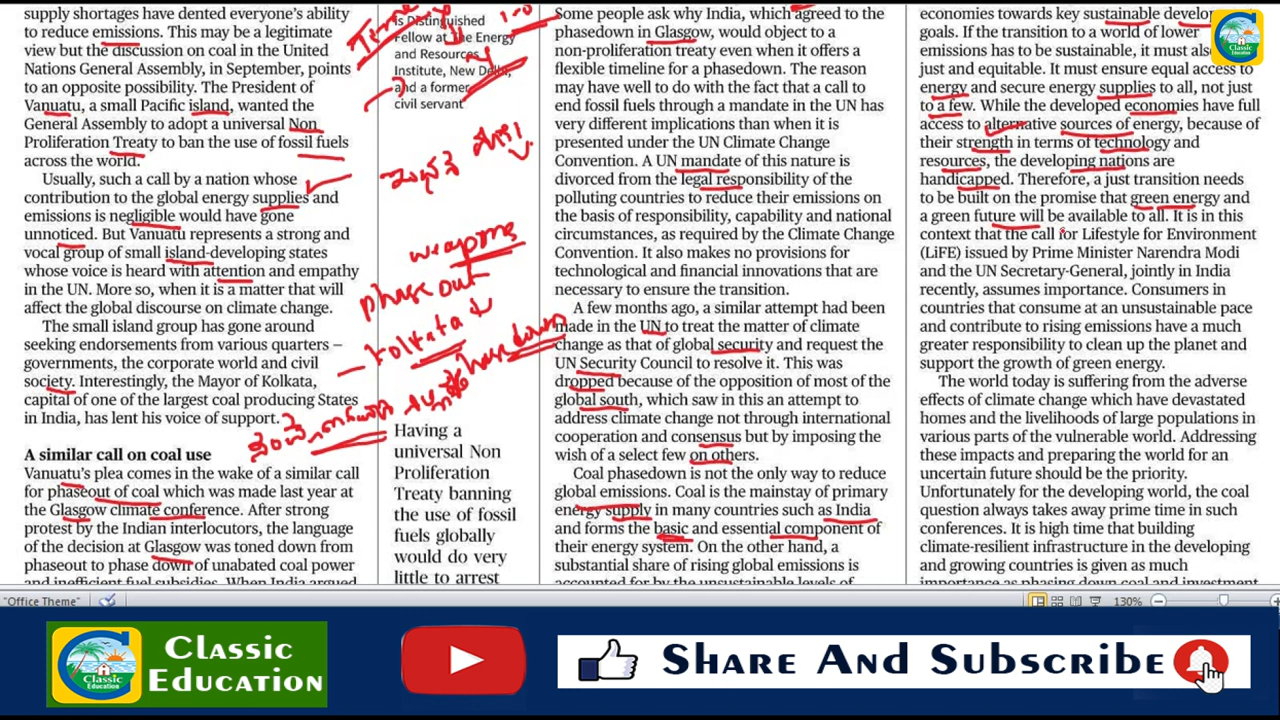 supply shortages have dented everyone's ability
to reduce emissions. This may be a legitimate
view but the discussion on coal in the United
Nations General Assembly, in September, points
to an opposite possibility. The President of
Vanuatu, a small Pacific island, wanted the
General Assembly to adopt a universal Non
Proliferation Treaty to ban the use of fossil fuels
across the world.
Usually, such a call by a nation whose
contribution to the global energy supplies and
emissions is negligible would have gone
unnoticed. But Vanuatu represents a strong and
vocal group of small island-developing states
whose voice is heard with attention and empathy
in the UN. More so, when it is a matter that will
affect the global discourse on climate change.
The small island group has gone around
seeking endorsements from various quarters –
governments, the corporate world and civil
society. Interestingly, the Mayor of Kolkata,
capital of one of the largest coal producing States
in India, has lent his voice of support.
A similar call on coal use
Vanuatu's plea comes in the wake of a similar call
for phaseout of coal which was made last year at
the Glasgow climate conference. After strong
protest by the Indian interlocutors, the language
of the decision at Glasgow was toned down from
phaseout to phase down of unabated coal power
and inefficient fuel subsidies. When India argued
is Distinguished
Fellow at The Energy
and Resources
Institute, New Delhi,
and a former
civil servant
weapons
phase out
Kolkata
phase down
Having a
universal Non
Proliferation
Treaty banning
the use of fossil
fuels globally
would do very
little to arrest
Some people ask why India, which agreed to the
phasedown in Glasgow, would object to a
non-proliferation treaty even when it offers a
flexible timeline for a phasedown. The reason
may have well to do with the fact that a call to
end fossil fuels through a mandate in the UN has
very different implications than when it is
presented under the UN Climate Change
Convention. A UN mandate of this nature is
divorced from the legal responsibility of the
polluting countries to reduce their emissions on
the basis of responsibility, capability and national
circumstances, as required by the Climate Change
Convention. It also makes no provisions for
technological and financial innovations that are
necessary to ensure the transition.
A few months ago, a similar attempt had been
made in the UN to treat the matter of climate
change as that of global security and request the
UN Security Council to resolve it. This was
dropped because of the opposition of most of the
global south, which saw in this an attempt to
address climate change not through international
cooperation and consensus but by imposing the
wish of a select few on others.
Coal phasedown is not the only way to reduce
global emissions. Coal is the mainstay of primary
energy supply in many countries such as India
and forms the basic and essential component of
their energy system. On the other hand, a
substantial share of rising global emissions is
accounted for by the unsustainable levels of
economies towards key sustainable
goals. If the transition to a world of lower
emissions has to be sustainable, it must also
just and equitable. It must ensure equal access to
energy and secure energy supplies to all, not just
to a few. While the developed economies have full
access to alternative sources of energy, because of
their strength in terms of technology and
resources, the developing nations are
handicapped. Therefore, a just transition needs
to be built on the promise that green energy and
a green future will be available to all. It is in this
context that the call for Lifestyle for Environment
(LiFE) issued by Prime Minister Narendra Modi
and the UN Secretary-General, jointly in India
recently, assumes importance. Consumers in
countries that consume at an unsustainable pace
and contribute to rising emissions have a much
greater responsibility to clean up the planet and
support the growth of green energy.
The world today is suffering from the adverse
effects of climate change which have devastated
homes and the livelihoods of large populations in
various parts of the vulnerable world. Addressing
these impacts and preparing the world for an
uncertain future should be the priority.
Unfortunately for the developing world, the coal
question always takes away prime time in such
conferences. It is high time that building
climate-resilient infrastructure in the developing
and growing countries is given as much
importance as phasing down coal and investment
Classic
Education
"Office Theme"
130%
Classic
Education
Classic
Education
Share And Subscribe